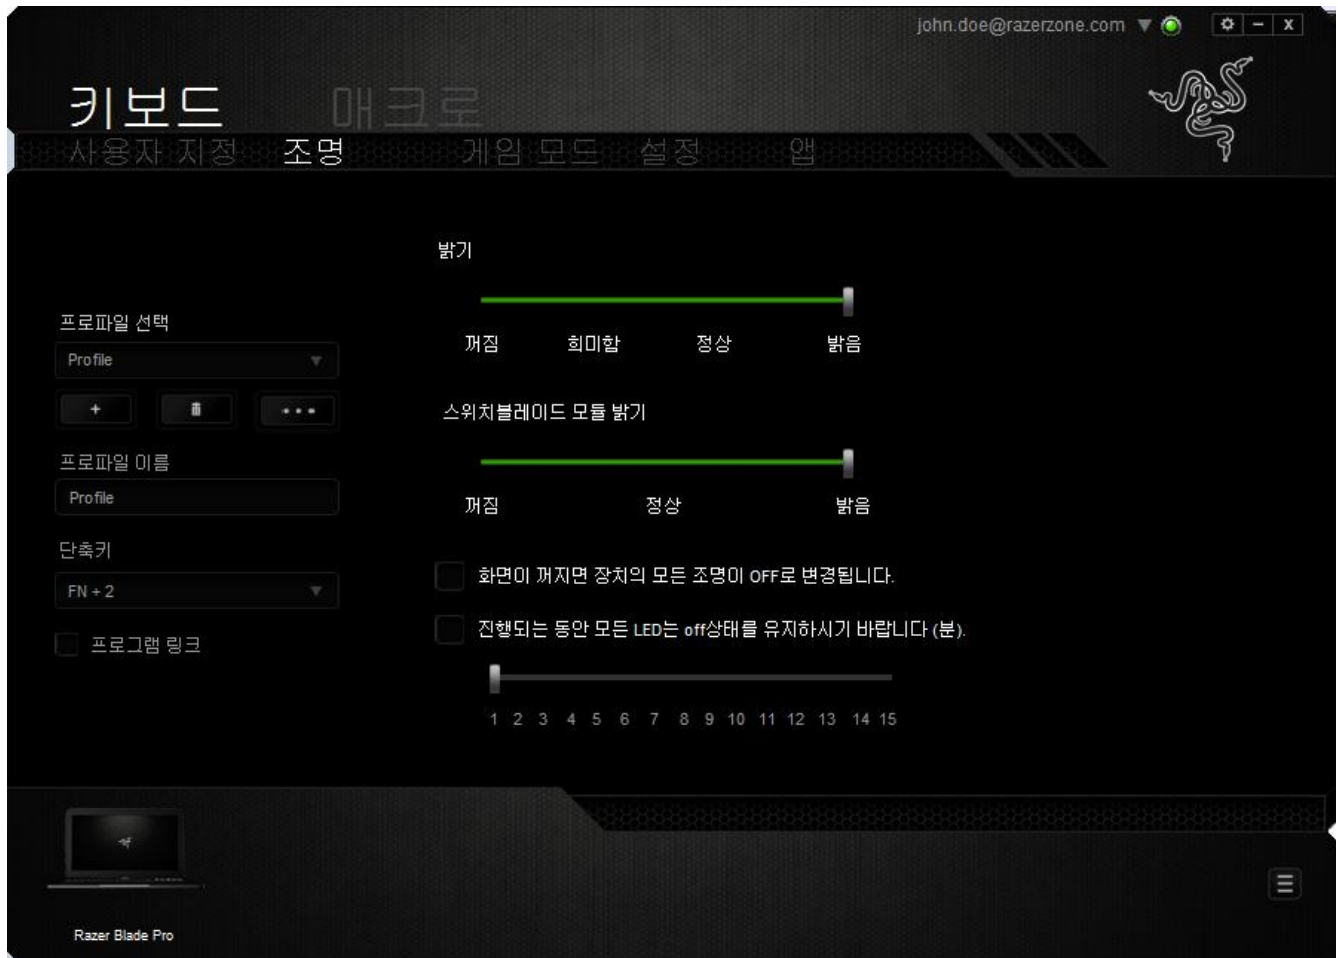 john.doe@razerzone.com
키보드 매크로
사용자 지정 조명 게임 모드 설정 앱
밝기
꺼짐 희미함 정상 밝음
프로파일 선택
Profile
스위치블레이드 모듈 밝기
꺼짐 정상 밝음
프로파일 이름
Profile
단축키
FN + 2
프로그램 링크
화면이 꺼지면 장치의 모든 조명이 OFF로 변경됩니다.
진행되는 동안 모든 LED는 off상태를 유지하시기 바랍니다 (분).
1 2 3 4 5 6 7 8 9 10 11 12 13 14 15
Razer Blade Pro